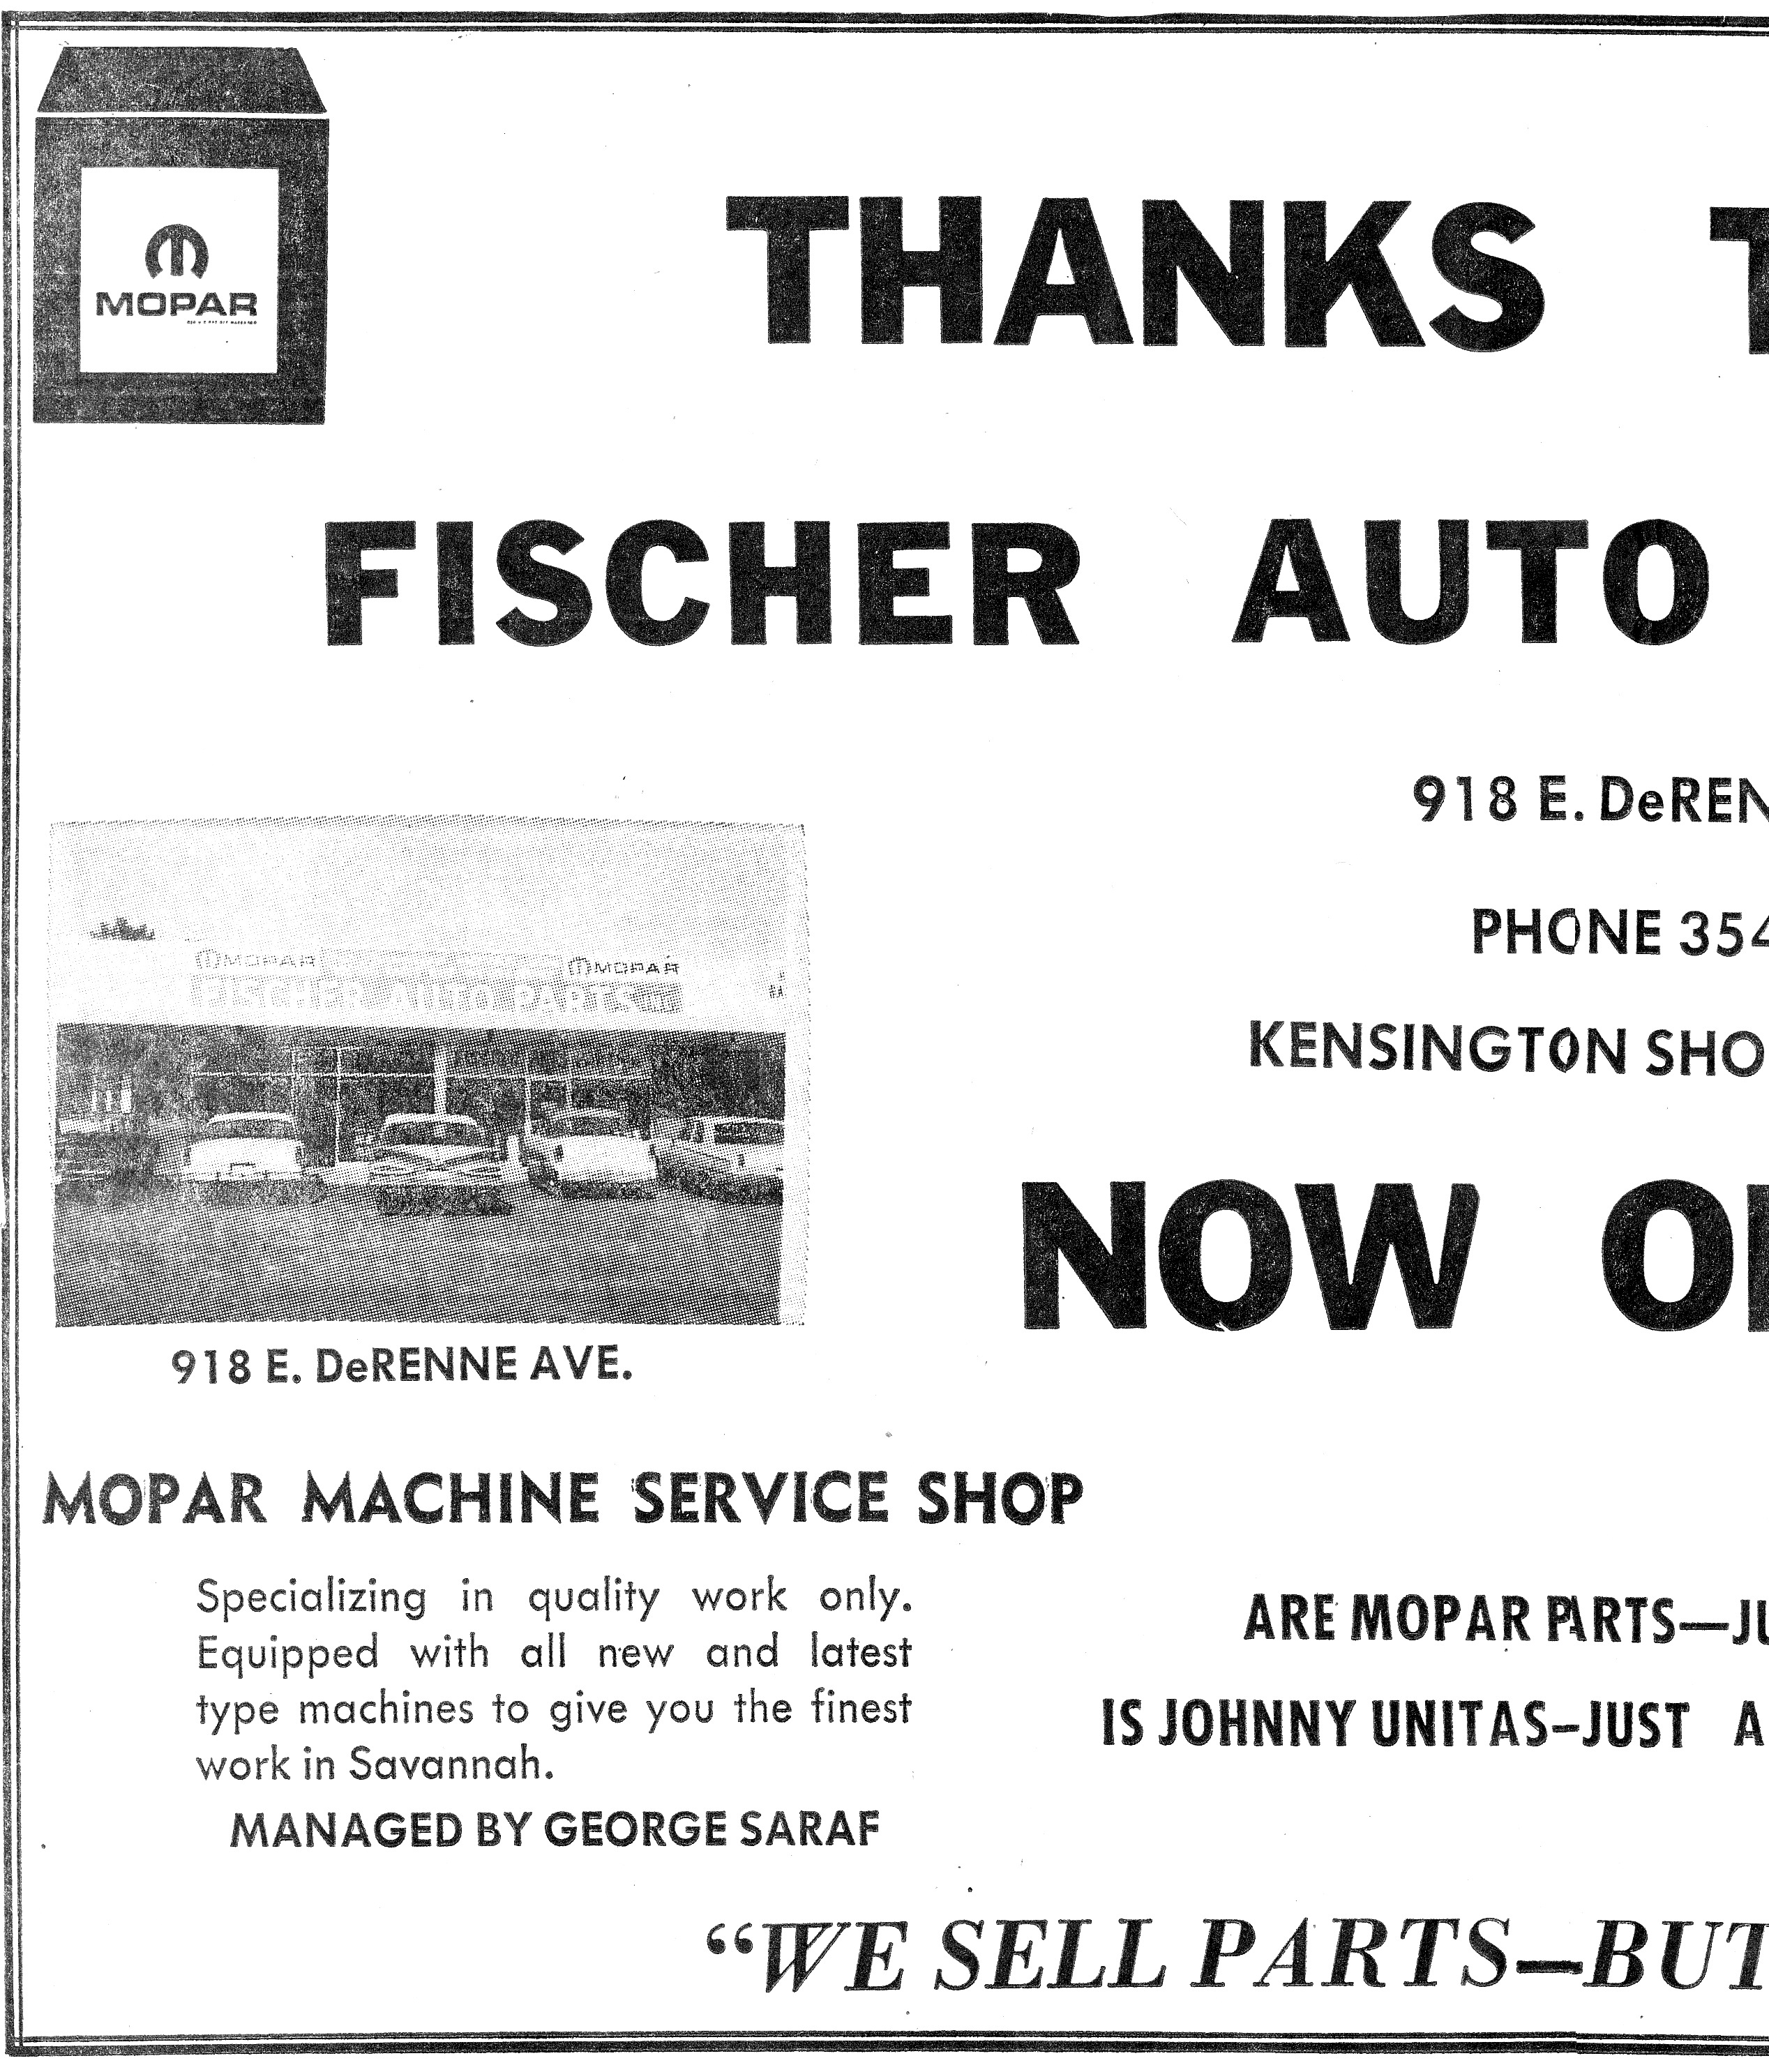 MOPAR
THANKS T
FISCHER AUTO
918 E. DeREN
PHONE 354
KENSINGTON SHO
MOPAR MOPAR
FISCHER AUTO PARTS INC.
NOW OP
918 E. DeRENNE AVE.
MOPAR MACHINE SERVICE SHOP
Specializing in quality work only.
Equipped with all new and latest
type machines to give you the finest
work in Savannah.
MANAGED BY GEORGE SARAF
ARE MOPAR PARTS—JU
IS JOHNNY UNITAS–JUST A
“WE SELL PARTS—BUT